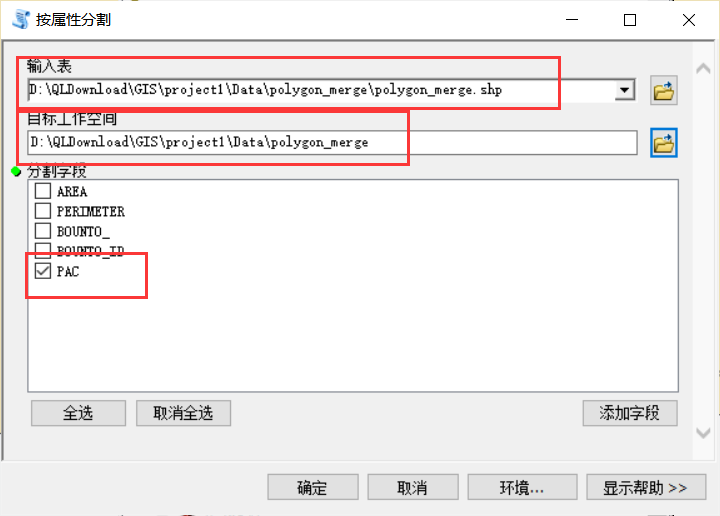 按属性分割
输入表
D:\QLDownload\GIS\project1\Data\polygon_merge\polygon_merge.shp
目标工作空间
D:\QLDownload\GIS\project1\Data\polygon_merge
分割字段
AREA
PERIMETER
BOUNTO_
BOUNTO_ID
PAC
全选 取消全选 添加字段
确定 取消 环境... 显示帮助 >>